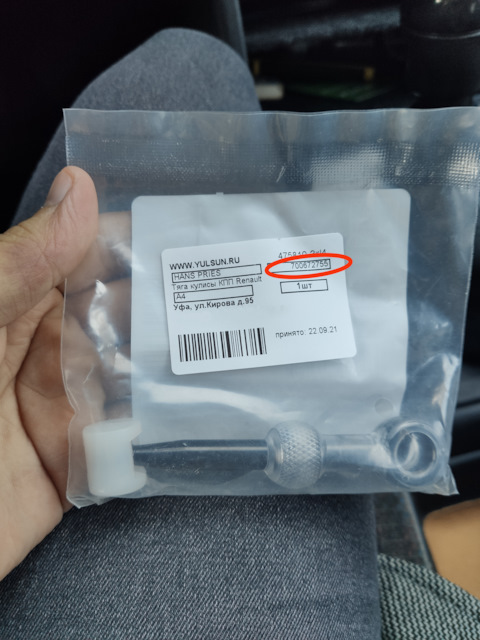 WWW.YULSUN.RU
HANS PRIES
Тяга кулисы КПП Renault
A4
Уфа, ул.Кирова д.95
700672755
1шт
принято: 22.09.21